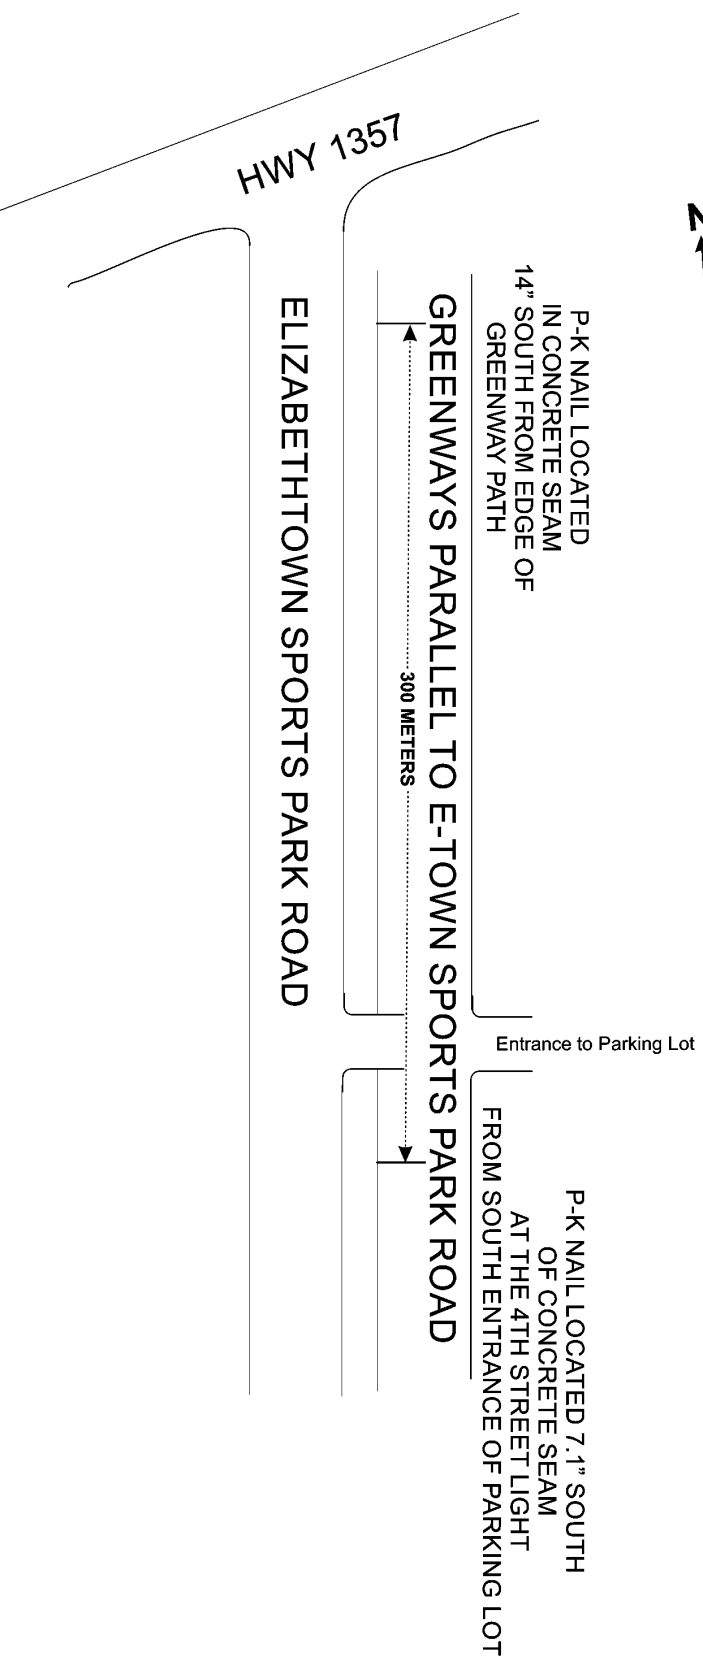 HWY 1357
N
P-K NAIL LOCATED
IN CONCRETE SEAM
14” SOUTH FROM EDGE OF
GREENWAY PATH
GREENWAYS PARALLEL TO E-TOWN SPORTS PARK ROAD
300 METERS
ELIZABETHTOWN SPORTS PARK ROAD
Entrance to Parking Lot
P-K NAIL LOCATED 7.1” SOUTH
OF CONCRETE SEAM
AT THE 4TH STREET LIGHT
FROM SOUTH ENTRANCE OF PARKING LOT